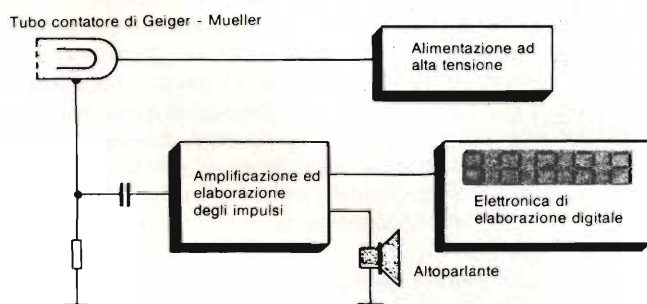 Tubo contatore di Geiger - Mueller
Alimentazione ad
alta tensione
Amplificazione ed
elaborazione
degli impulsi
Elettronica di
elaborazione digitale
Altoparlante